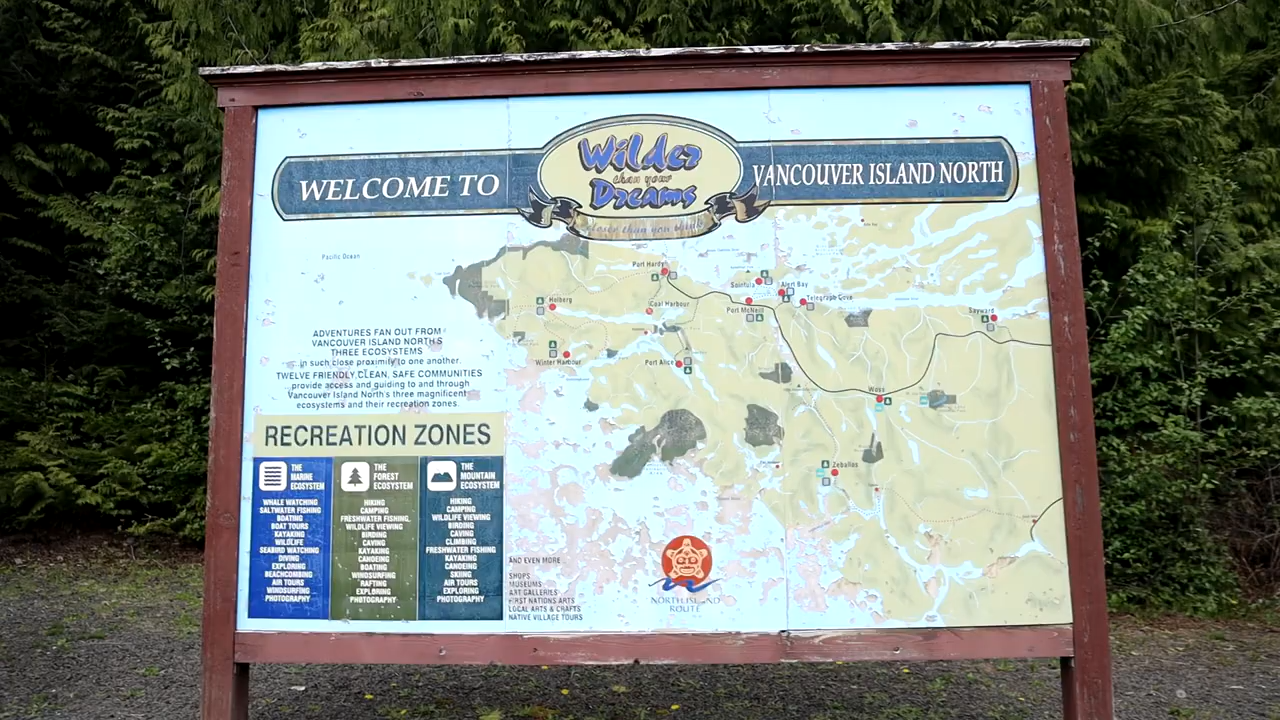 WELCOME TO
Wilder
than your
Dreams
closer than you think
VANCOUVER ISLAND NORTH
Pacific Ocean
Port Hardy
Holberg
Coal Harbour
Sointula
Alert Bay
Port McNeill
Telegraph Cove
Sayward
Winter Harbour
Port Alice
Woss
Zeballos
ADVENTURES FAN OUT FROM
VANCOUVER ISLAND NORTH'S
THREE ECOSYSTEMS
in such close proximity to one another.
TWELVE FRIENDLY, CLEAN, SAFE COMMUNITIES
provide access and guiding to and through
Vancouver Island North's three magnificent
ecosystems and their recreation zones.
RECREATION ZONES
THE
MARINE
ECOSYSTEM
WHALE WATCHING
SALTWATER FISHING
BOATING
BOAT TOURS
KAYAKING
WILDLIFE
SEABIRD WATCHING
DIVING
EXPLORING
BEACHCOMBING
AIR TOURS
WINDSURFING
PHOTOGRAPHY
THE
FOREST
ECOSYSTEM
HIKING
CAMPING
FRESHWATER FISHING
WILDLIFE VIEWING
BIRDING
CAVING
KAYAKING
CANOEING
BOATING
WINDSURFING
RAFTING
EXPLORING
PHOTOGRAPHY
THE
MOUNTAIN
ECOSYSTEM
HIKING
CAMPING
WILDLIFE VIEWING
BIRDING
CAVING
CLIMBING
FRESHWATER FISHING
KAYAKING
CANOEING
SKIING
AIR TOURS
EXPLORING
PHOTOGRAPHY
AND EVEN MORE
SHOPS
MUSEUMS
ART GALLERIES
FIRST NATIONS ARTS
LOCAL ARTS & CRAFTS
NATIVE VILLAGE TOURS
NORTH ISLAND
ROUTE